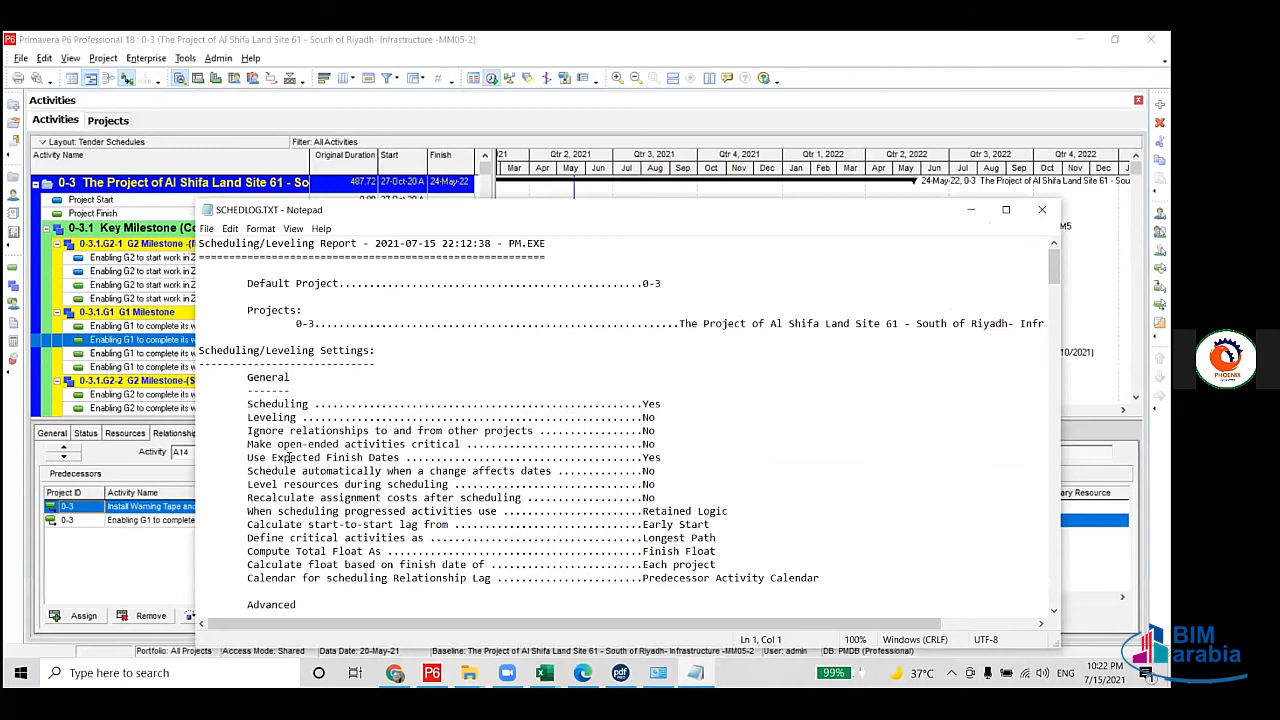 Primavera P6 Professional 18 : 0-3 (The Project of Al Shifa Land Site 61 - South of Riyadh- Infrastructure -MM05-2)
File Edit View Project Enterprise Tools Admin Help
Activities
Activities Projects
Layout: Tender Schedules Filter: All Activities
Activity Name Original Duration Start Finish
21 Qtr 2, 2021 Qtr 3, 2021 Qtr 4, 2021 Qtr 1, 2022 Qtr 2, 2022 Qtr 3, 2022 Qtr 4, 2022
Mar Apr May Jun Jul Aug Sep Oct Nov Dec Jan Feb Mar Apr May Jun Jul Aug Sep Oct Nov Dec J
0-3 The Project of Al Shifa Land Site 61 - So 487.72 27-Oct-20 A 24-May-22
24-May-22, 0-3 The Project of Al Shifa Land Site 61 - Sou
Project Start
Project Finish
0-3.1 Key Milestone (Co
0-3.1.G2-1 G2 Milestone -(
Enabling G2 to start work in Z
Enabling G2 to start work in Z
Enabling G2 to start work in Z
Enabling G2 to start work in Z
0-3.1.G1 G1 Milestone
Enabling G1 to complete its w
Enabling G1 to complete its w
Enabling G1 to complete its w
Enabling G1 to complete its w
0-3.1.G2-2 G2 Milestone-(S
Enabling G2 to start work in Z
Enabling G2 to start work in Z
M5
10/2021)
General Status Resources Relationship
Activity A14
Predecessors
Project ID Activity Name
0-3 Install Warning Tape an
0-3 Enabling G1 to complete
ary Resource
Assign Remove
Portfolio: All Projects Access Mode: Shared Data Date: 20-May-21 Baseline: The Project of Al Shifa Land Site 61 - South of Riyadh- Infrastructure -MM05-2 User: admin DB: PMDB (Professional)
SCHEDLOG.TXT - Notepad
File Edit Format View Help
Scheduling/Leveling Report - 2021-07-15 22:12:38 - PM.EXE
=========================================================
Default Project..................................................0-3
Projects:
0-3...............................................................The Project of Al Shifa Land Site 61 - South of Riyadh- Infr
Scheduling/Leveling Settings:
-----------------------------
General
-------
Scheduling ......................................................Yes
Leveling ........................................................No
Ignore relationships to and from other projects .................No
Make open-ended activities critical .............................No
Use Expected Finish Dates .......................................Yes
Schedule automatically when a change affects dates ..............No
Level resources during scheduling ...............................No
Recalculate assignment costs after scheduling ...................No
When scheduling progressed activities use .......................Retained Logic
Calculate start-to-start lag from ...............................Early Start
Define critical activities as ...................................Longest Path
Compute Total Float As ..........................................Finish Float
Calculate float based on finish date of .........................Each project
Calendar for scheduling Relationship Lag ........................Predecessor Activity Calendar
Advanced
Ln 1, Col 1 100% Windows (CRLF) UTF-8
PHOENIX
BIM
arabia
Type here to search
99% 37°C ENG
10:22 PM
7/15/2021